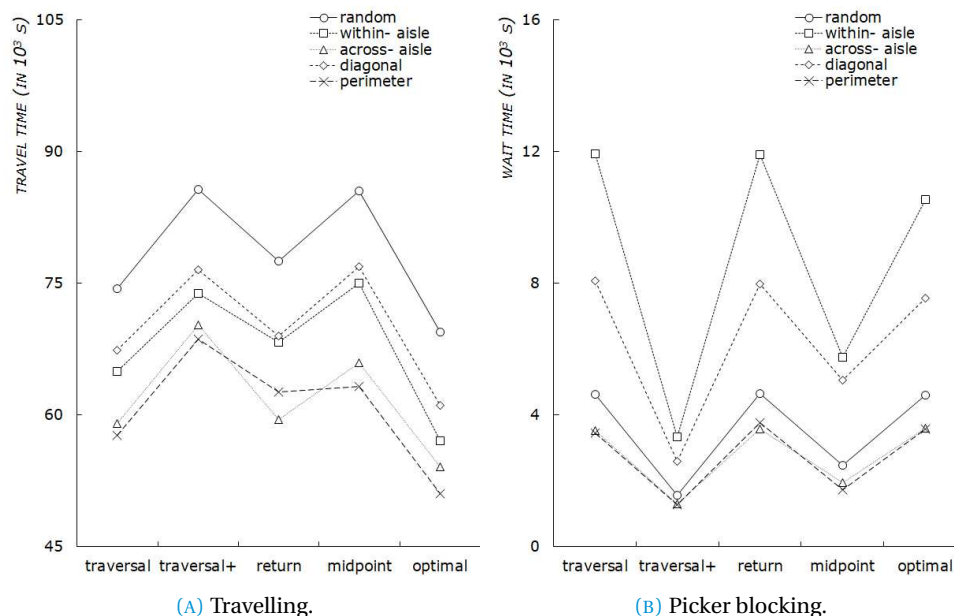 105
90
75
60
45
TRAVEL TIME (IN 10³ S)
random
within- aisle
across- aisle
diagonal
perimeter
traversal traversal+ return midpoint optimal
(A) Travelling.
16
12
8
4
0
WAIT TIME (IN 10³ S)
random
within- aisle
across- aisle
diagonal
perimeter
traversal traversal+ return midpoint optimal
(B) Picker blocking.